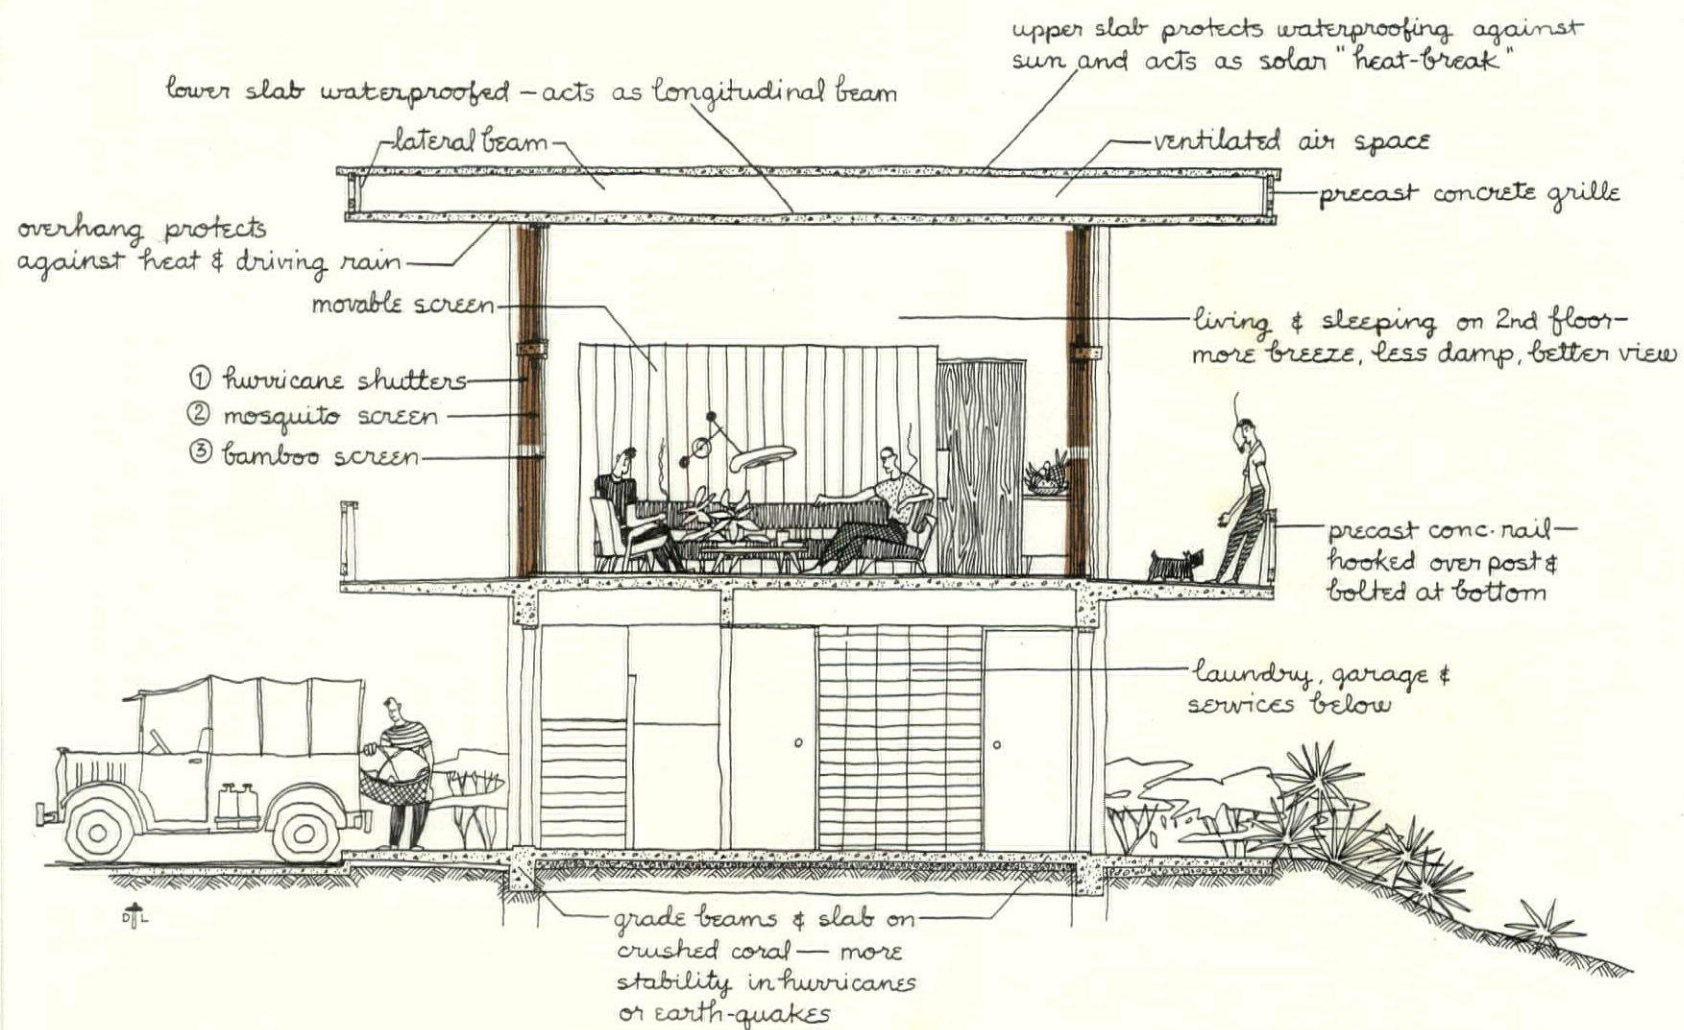 upper slab protects waterproofing against
sun and acts as solar "heat-break"
lower slab waterproofed – acts as longitudinal beam
lateral beam
ventilated air space
precast concrete grille
overhang protects
against heat & driving rain
movable screen
living & sleeping on 2nd floor–
more breeze, less damp, better view
① hurricane shutters
② mosquito screen
③ bamboo screen
precast conc. rail—
hooked over post &
bolted at bottom
laundry, garage &
services below
D L
grade beams & slab on
crushed coral — more
stability in hurricanes
or earth-quakes